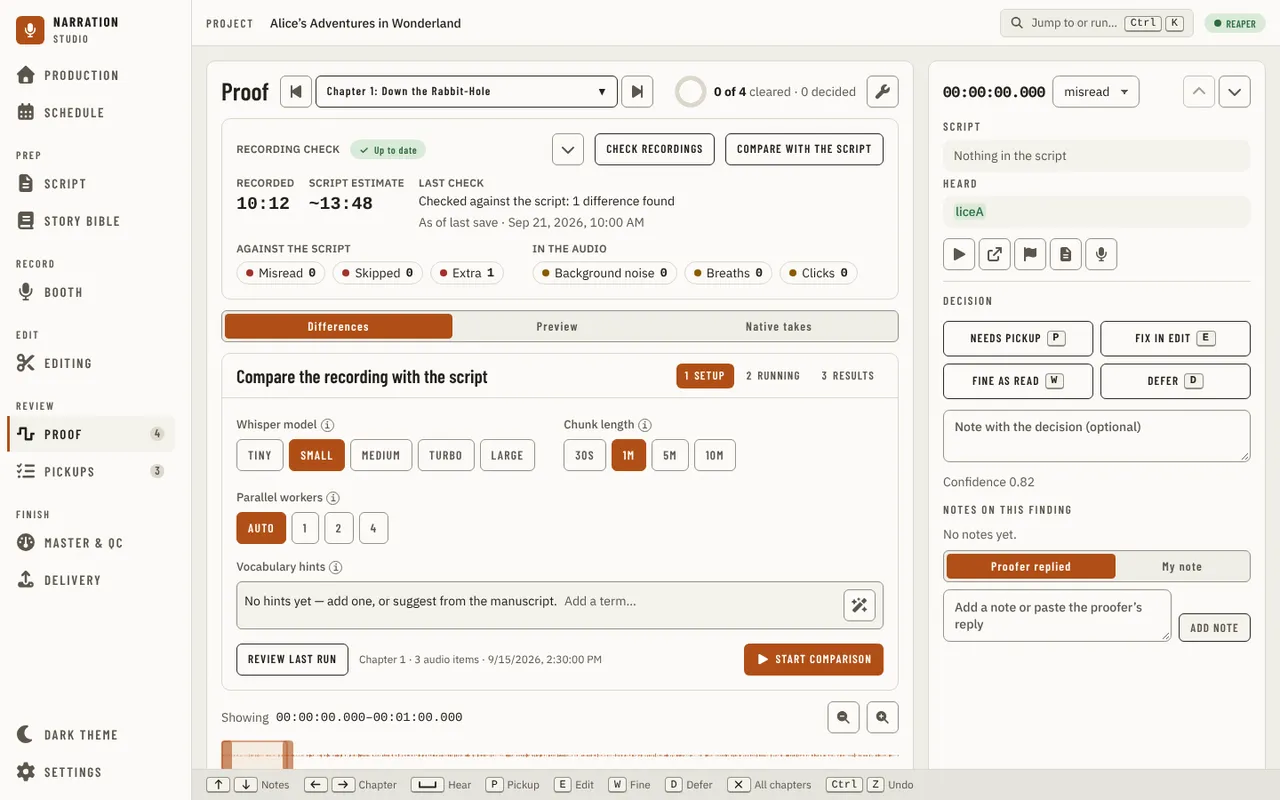 NARRATION
STUDIO
PRODUCTION
SCHEDULE
PREP
SCRIPT
STORY BIBLE
RECORD
BOOTH
EDIT
EDITING
REVIEW
PROOF 4
PICKUPS 3
FINISH
MASTER & QC
DELIVERY
DARK THEME
SETTINGS
PROJECT Alice's Adventures in Wonderland
Jump to or run… Ctrl K
REAPER
Proof
Chapter 1: Down the Rabbit-Hole
0 of 4 cleared · 0 decided
RECORDING CHECK Up to date
CHECK RECORDINGS
COMPARE WITH THE SCRIPT
RECORDED SCRIPT ESTIMATE LAST CHECK
10:12 ~13:48 Checked against the script: 1 difference found
As of last save · Sep 21, 2026, 10:00 AM
AGAINST THE SCRIPT IN THE AUDIO
Misread 0 Skipped 0 Extra 1 Background noise 0 Breaths 0 Clicks 0
Differences Preview Native takes
Compare the recording with the script
1 SETUP 2 RUNNING 3 RESULTS
Whisper model Chunk length
TINY SMALL MEDIUM TURBO LARGE 30S 1M 5M 10M
Parallel workers
AUTO 1 2 4
Vocabulary hints
No hints yet — add one, or suggest from the manuscript. Add a term…
REVIEW LAST RUN Chapter 1 · 3 audio items · 9/15/2026, 2:30:00 PM START COMPARISON
Showing 00:00:00.000–00:01:00.000
00:00:00.000 misread
SCRIPT
Nothing in the script
HEARD
liceA
DECISION
NEEDS PICKUP P FIX IN EDIT E
FINE AS READ W DEFER D
Note with the decision (optional)
Confidence 0.82
NOTES ON THIS FINDING
No notes yet.
Proofer replied My note
Add a note or paste the proofer's
reply
ADD NOTE
↑ ↓ Notes ← → Chapter Hear P Pickup E Edit W Fine D Defer X All chapters Ctrl Z Undo